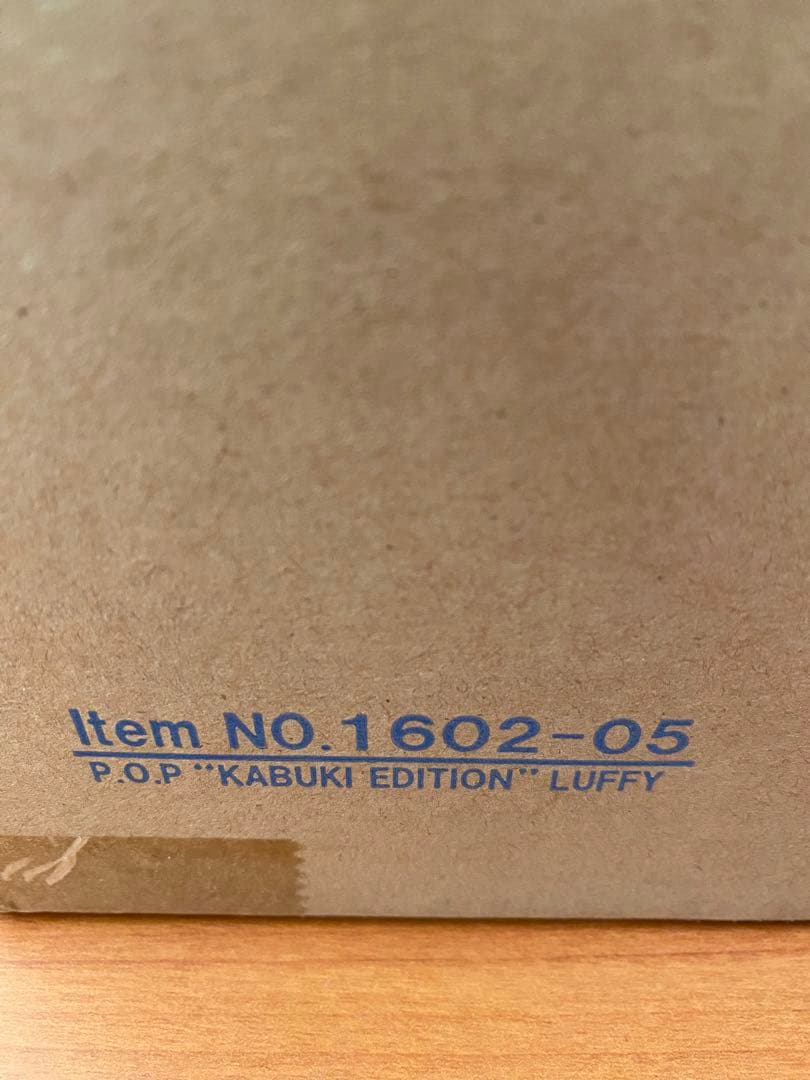 Item NO.1602-05
P.O.P "KABUKI EDITION" LUFFY